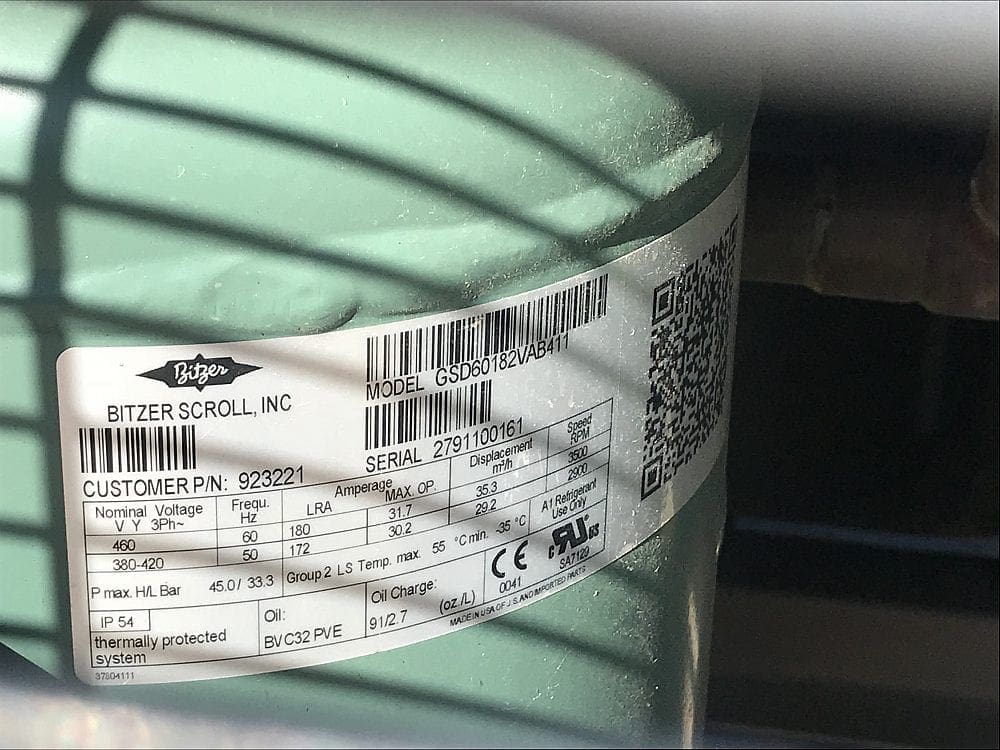 Bitzer
BITZER SCROLL, INC
MODEL GSD60182VAB411
SERIAL 2791100161
CUSTOMER P/N: 923221
Nominal Voltage V Y 3Ph~
Frequ. Hz
Amperage
LRA
MAX. OP.
Displacement m³/h
Speed RPM
460 60 180 31.7 35.3 3500
380-420 50 172 30.2 29.2 2900
P max. H/L Bar 45.0 / 33.3
Group 2 LS Temp. max. 55 °C min. -35 °C
A1 Refrigerant Use Only
IP 54
thermally protected
system
Oil:
BVC32 PVE
Oil Charge:
91/2.7 (oz./L)
CE
0041
c RU US
SA7129
MADE IN USA OF U.S. AND IMPORTED PARTS
37804111